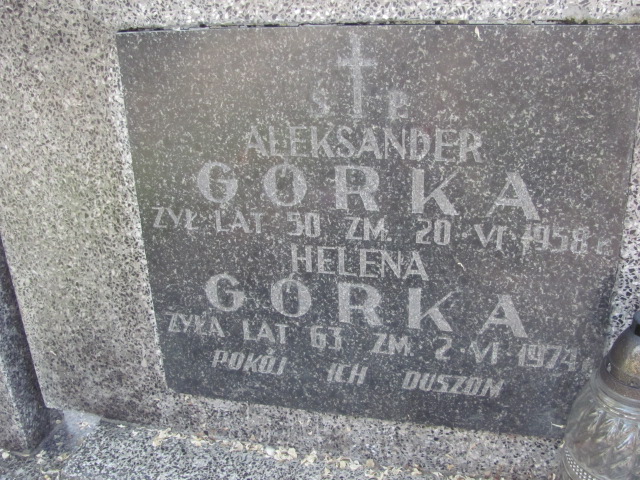 Ś P
ALEKSANDER
GÓRKA
ŻYŁ LAT 50 ZM. 20·VI 1958 r.
HELENA
GÓRKA
ŻYŁA LAT 63 ZM. 2·VI 1974 r.
POKÓJ ICH DUSZOM